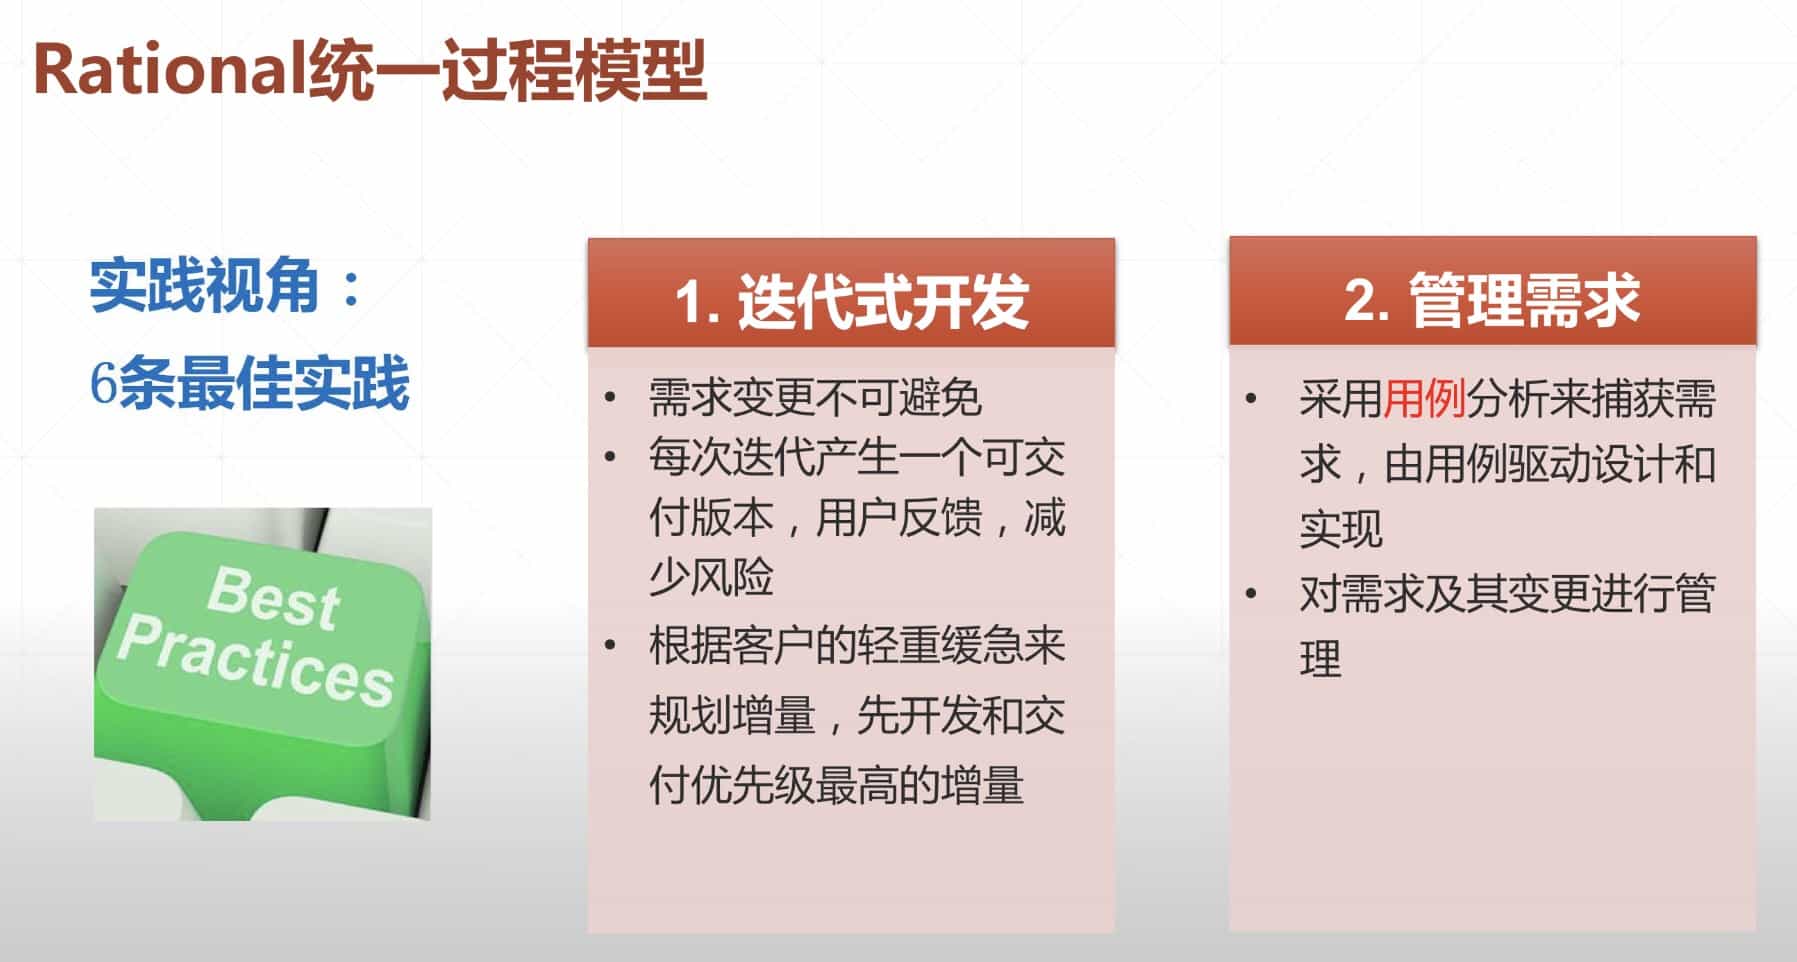 Rational统一过程模型
实践视角：
6条最佳实践
Best
Practices
1. 迭代式开发
• 需求变更不可避免
• 每次迭代产生一个可交
付版本，用户反馈，减
少风险
• 根据客户的轻重缓急来
规划增量，先开发和交
付优先级最高的增量
2. 管理需求
• 采用用例分析来捕获需
求，由用例驱动设计和
实现
• 对需求及其变更进行管
理